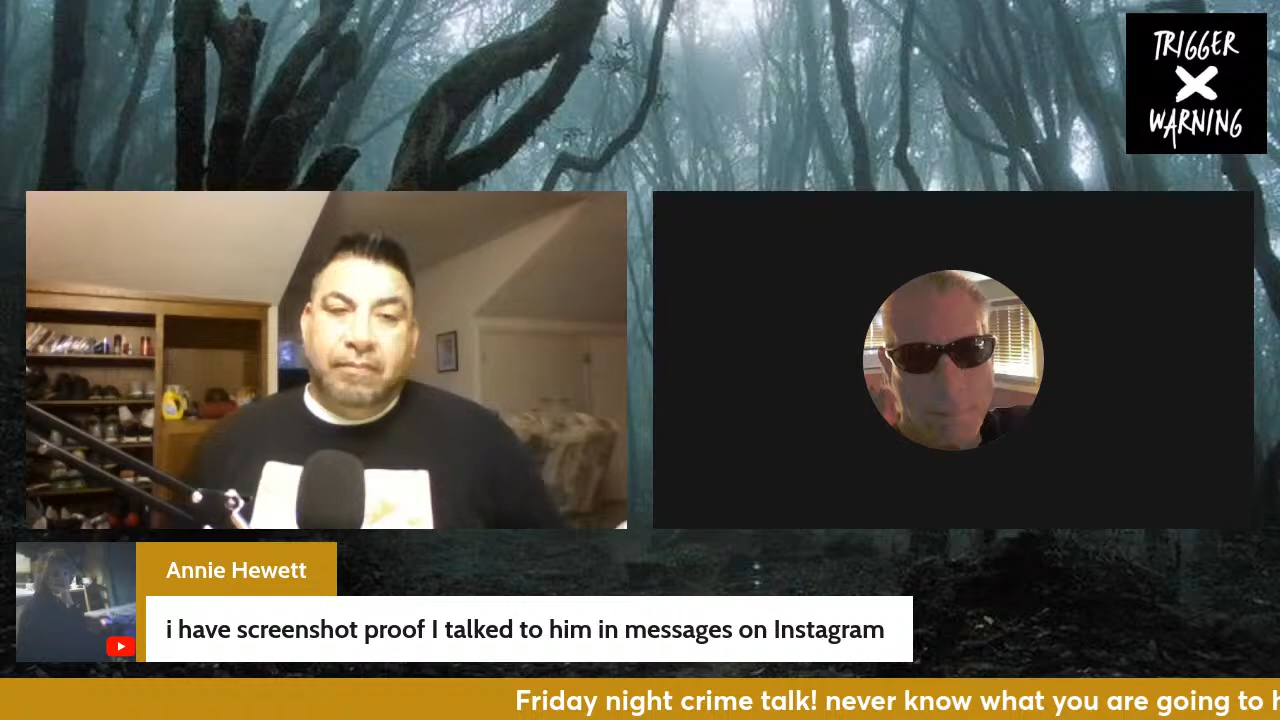 TRIGGER
WARNING
Annie Hewett
i have screenshot proof I talked to him in messages on Instagram
Friday night crime talk! never know what you are going to h